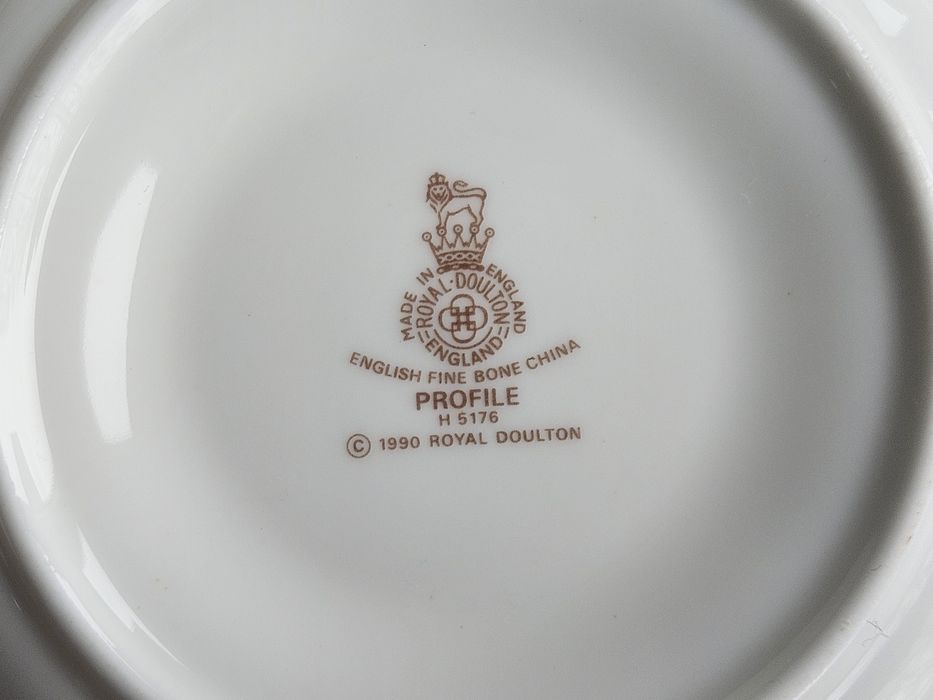 MADE IN ENGLAND
ROYAL·DOULTON
ENGLAND
ENGLISH FINE BONE CHINA
PROFILE
H 5176
© 1990 ROYAL DOULTON